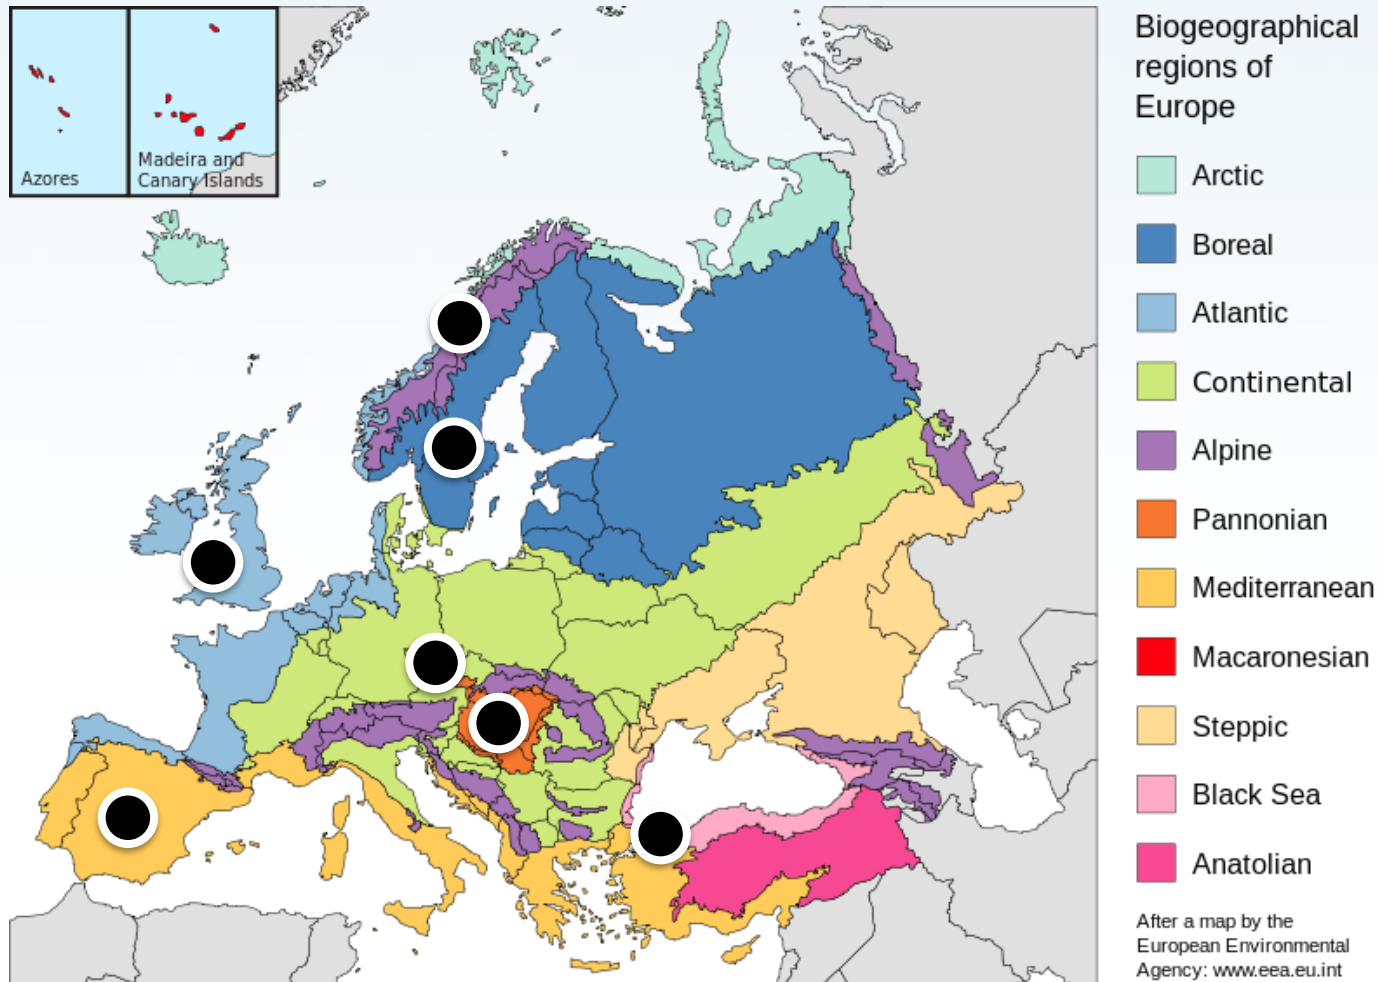 Biogeographical
regions of
Europe
Arctic
Boreal
Atlantic
Continental
Alpine
Pannonian
Mediterranean
Macaronesian
Steppic
Black Sea
Anatolian
After a map by the
European Environmental
Agency: www.eea.eu.int
Azores
Madeira and
Canary Islands